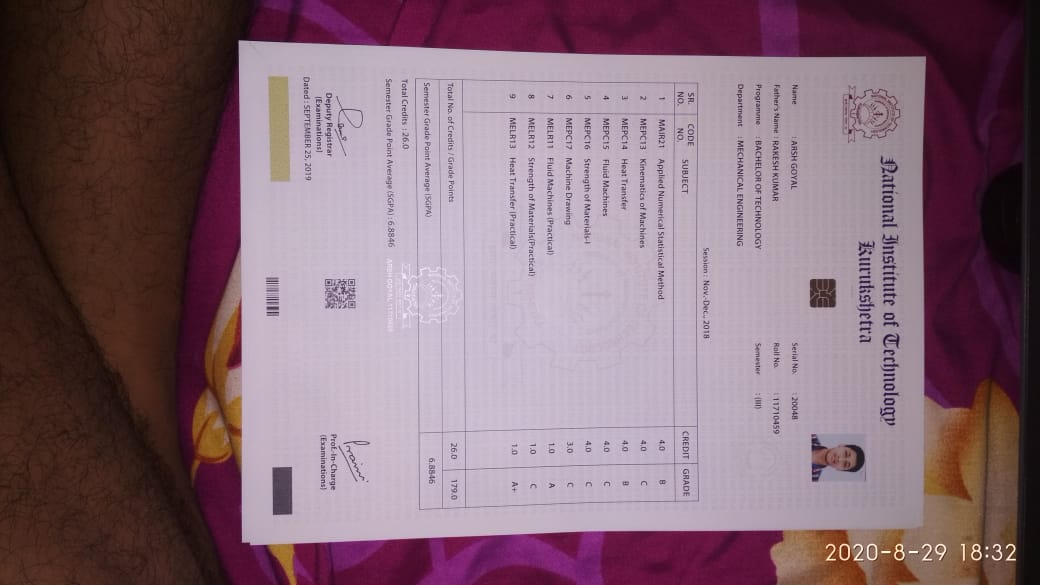 National Institute of Technology
Kurukshetra
Serial No. : 20048
Name : ARSH GOYAL
Roll No. : 11710459
Father's Name : RAKESH KUMAR
Semester : (III)
Programme : BACHELOR OF TECHNOLOGY
Department : MECHANICAL ENGINEERING
Session : Nov.-Dec., 2018
SR. NO. CODE NO. SUBJECT CREDIT GRADE
1 MAIR21 Applied Numerical Statistical Method 4.0 B
2 MEPC13 Kinematics of Machines 4.0 C
3 MEPC14 Heat Transfer 4.0 B
4 MEPC15 Fluid Machines 4.0 C
5 MEPC16 Strength of Materials-I 4.0 C
6 MEPC17 Machine Drawing 3.0 C
7 MELR11 Fluid Machines (Practical) 1.0 A
8 MELR12 Strength of Materials(Practical) 1.0 C
9 MELR13 Heat Transfer (Practical) 1.0 A+
Total No. of Credits / Grade Points 26.0 179.0
Semester Grade Point Average (SGPA) 6.8846
Total Credits : 26.0
Semester Grade Point Average (SGPA) : 6.8846
ARSH GOYAL
Deputy Registrar
(Examinations)
Prof.-In-Charge
(Examinations)
Dated : SEPTEMBER 25, 2019
2020-8-29 18:32